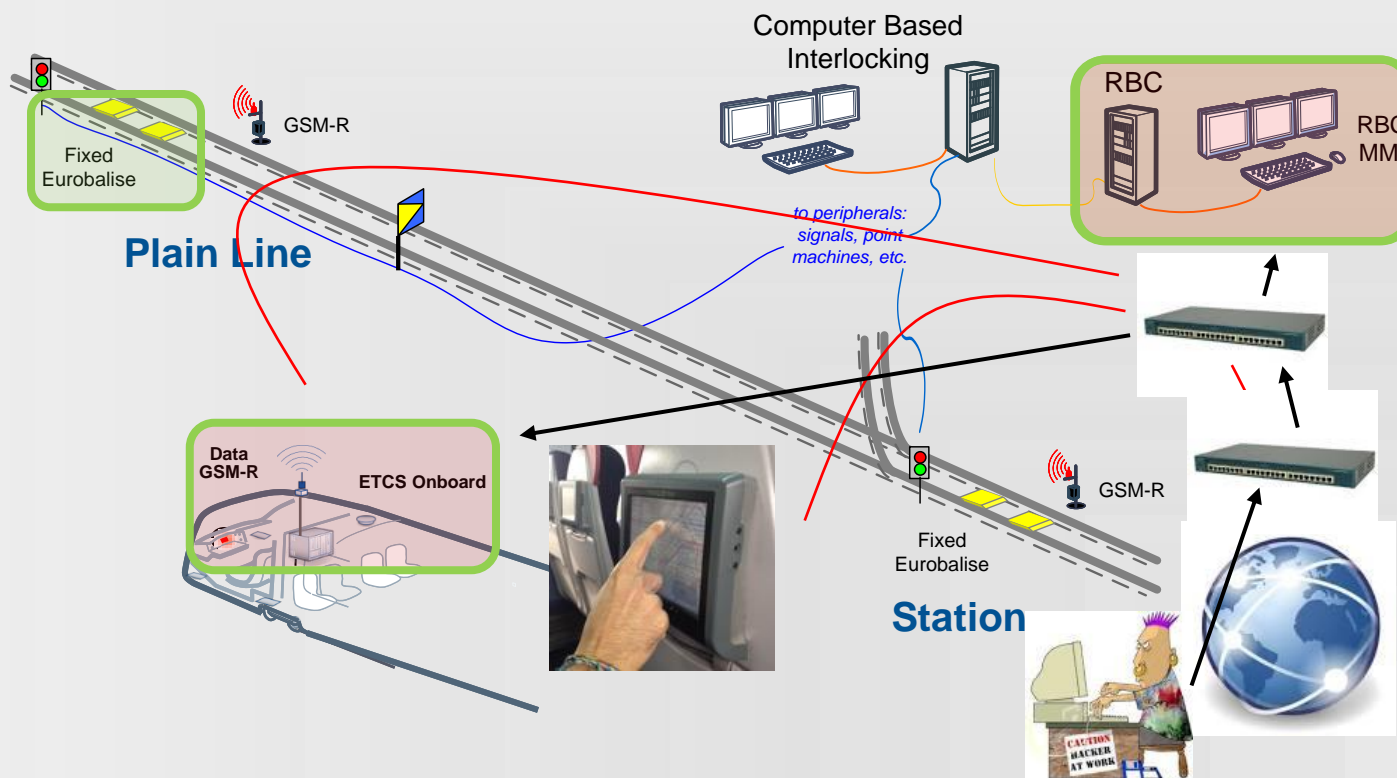 Computer Based
Interlocking
RBC
RBC
MM
GSM-R
Fixed
Eurobalise
Plain Line
to peripherals:
signals, point
machines, etc.
Data
GSM-R
ETCS Onboard
GSM-R
Fixed
Eurobalise
Station
CAUTION
HACKER
AT WORK